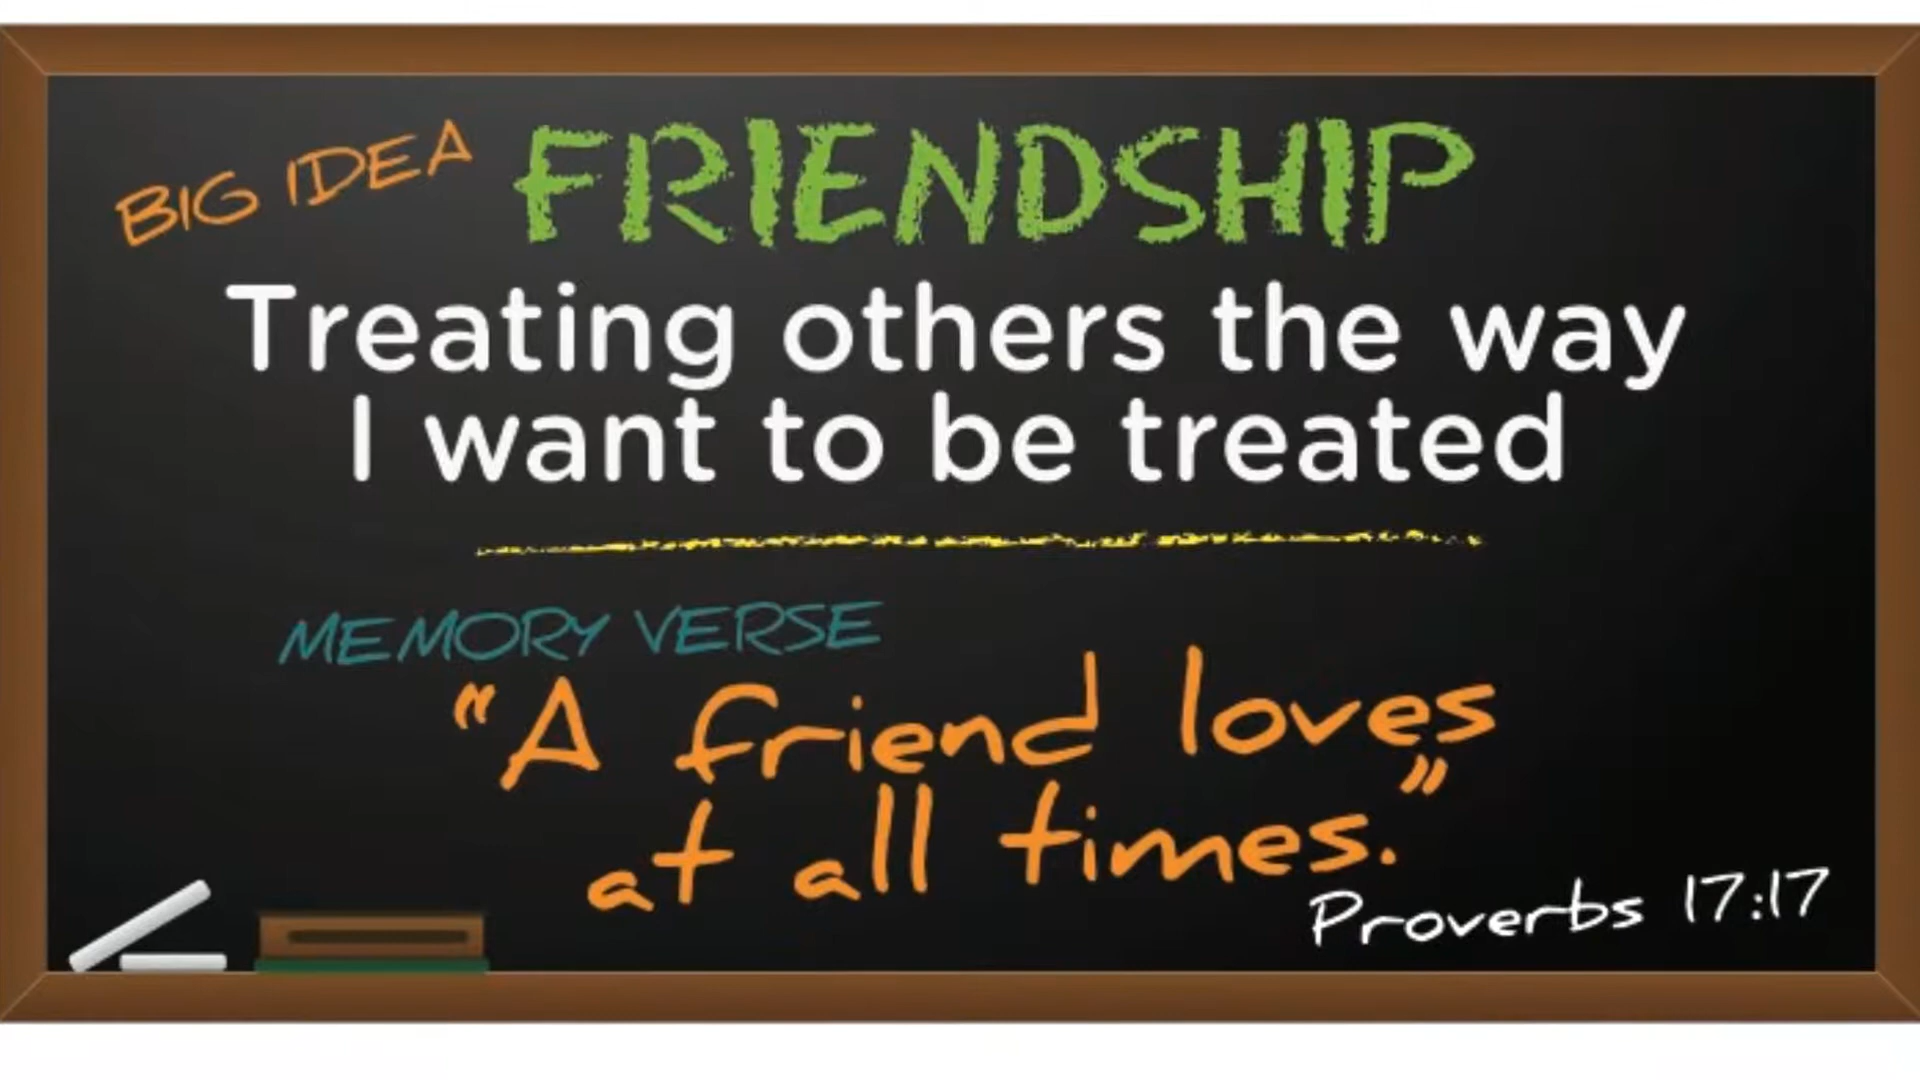 BIG IDEA FRIENDSHIP
Treating others the way
I want to be treated
MEMORY VERSE
“A friend loves
at all times.”
Proverbs 17:17